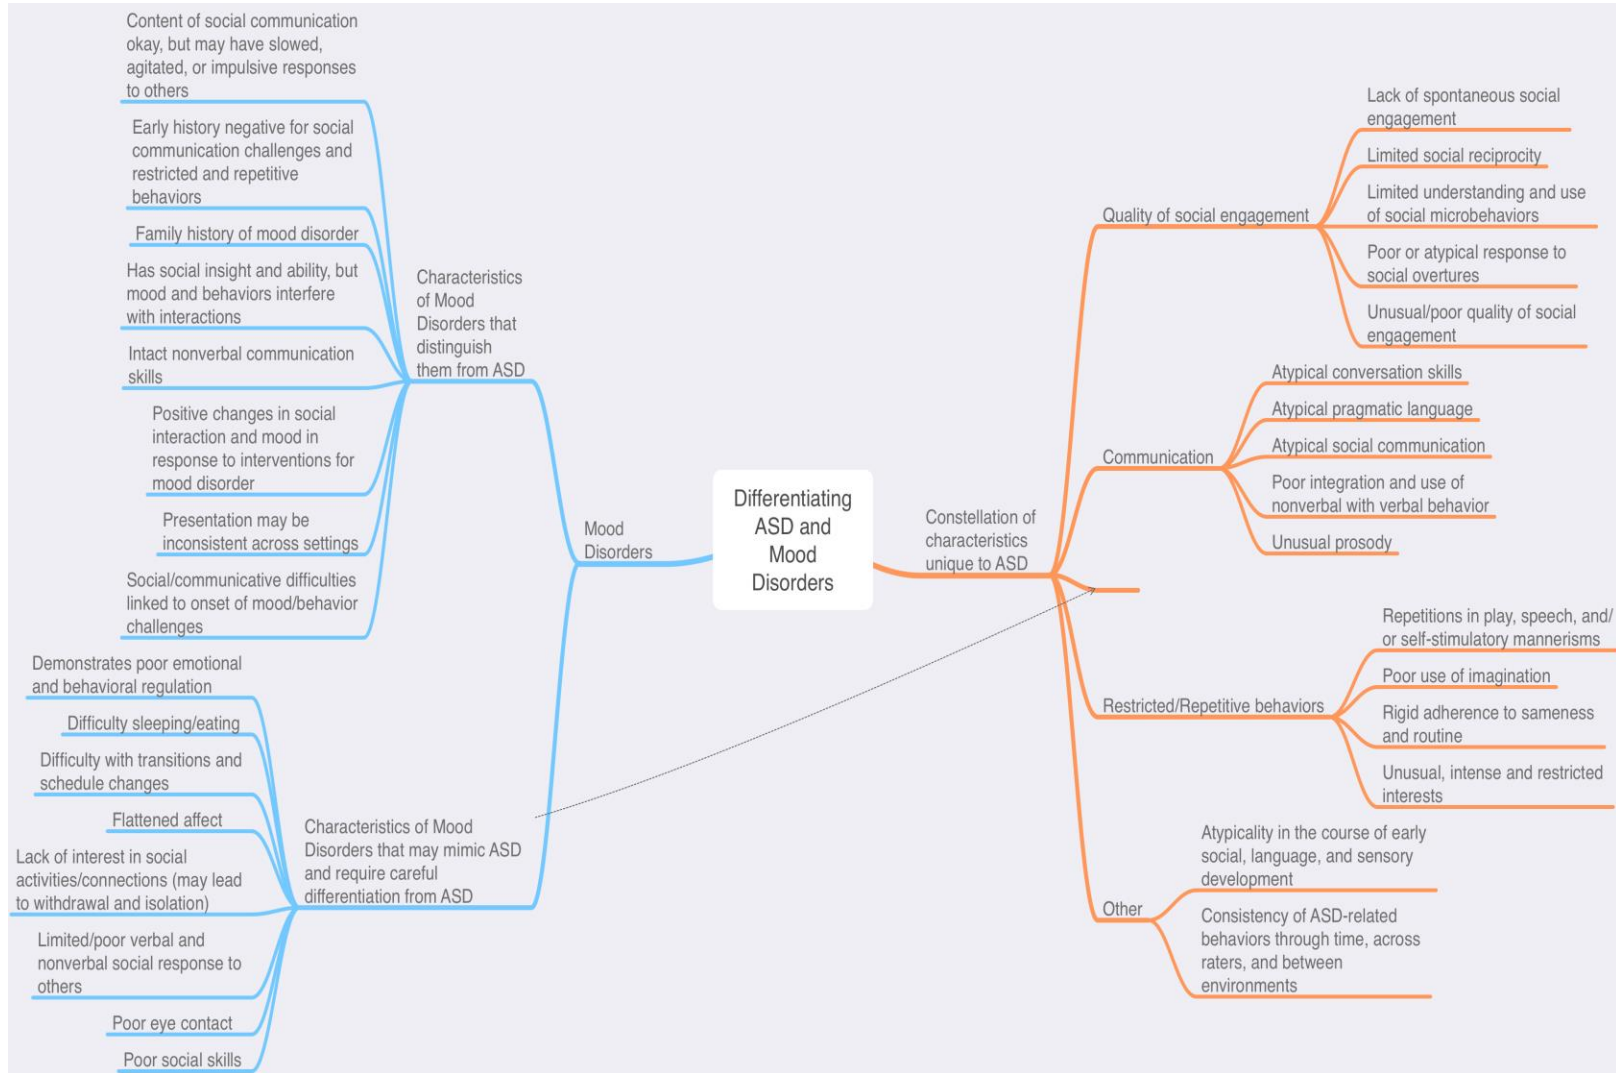 Content of social communication
okay, but may have slowed,
agitated, or impulsive responses
to others
Early history negative for social
communication challenges and
restricted and repetitive
behaviors
Family history of mood disorder
Has social insight and ability, but
mood and behaviors interfere
with interactions
Intact nonverbal communication
skills
Positive changes in social
interaction and mood in
response to interventions for
mood disorder
Presentation may be
inconsistent across settings
Social/communicative difficulties
linked to onset of mood/behavior
challenges
Characteristics
of Mood
Disorders that
distinguish
them from ASD
Demonstrates poor emotional
and behavioral regulation
Difficulty sleeping/eating
Difficulty with transitions and
schedule changes
Flattened affect
Lack of interest in social
activities/connections (may lead
to withdrawal and isolation)
Limited/poor verbal and
nonverbal social response to
others
Poor eye contact
Poor social skills
Characteristics of Mood
Disorders that may mimic ASD
and require careful
differentiation from ASD
Mood
Disorders
Differentiating
ASD and
Mood
Disorders
Constellation of
characteristics
unique to ASD
Quality of social engagement
Lack of spontaneous social
engagement
Limited social reciprocity
Limited understanding and use
of social microbehaviors
Poor or atypical response to
social overtures
Unusual/poor quality of social
engagement
Communication
Atypical conversation skills
Atypical pragmatic language
Atypical social communication
Poor integration and use of
nonverbal with verbal behavior
Unusual prosody
Restricted/Repetitive behaviors
Repetitions in play, speech, and/
or self-stimulatory mannerisms
Poor use of imagination
Rigid adherence to sameness
and routine
Unusual, intense and restricted
interests
Other
Atypicality in the course of early
social, language, and sensory
development
Consistency of ASD-related
behaviors through time, across
raters, and between
environments